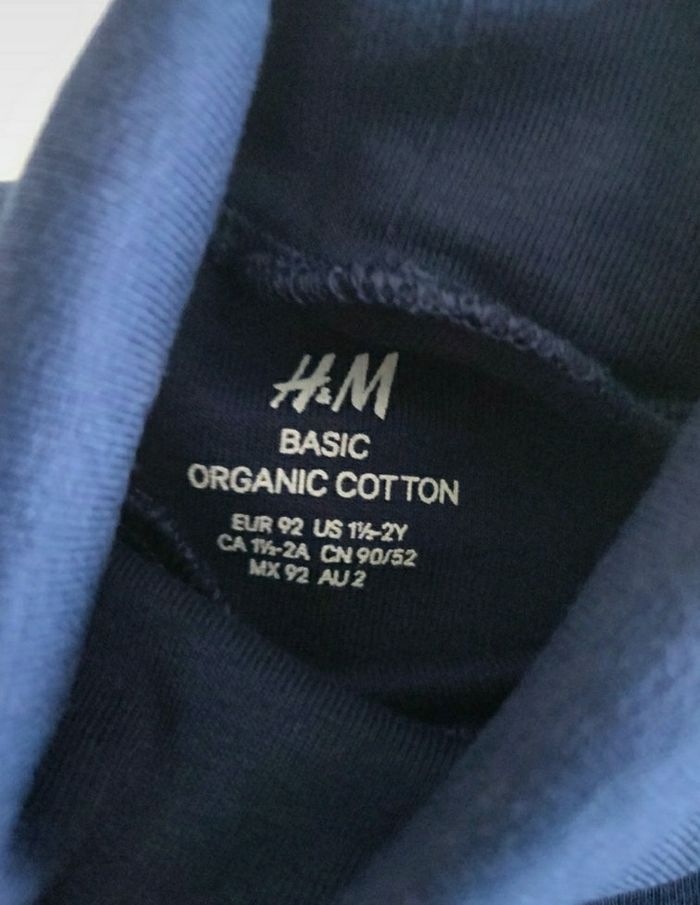 H&M
BASIC
ORGANIC COTTON
EUR 92 US 1½-2Y
CA 1½-2A CN 90/52
MX 92 AU 2